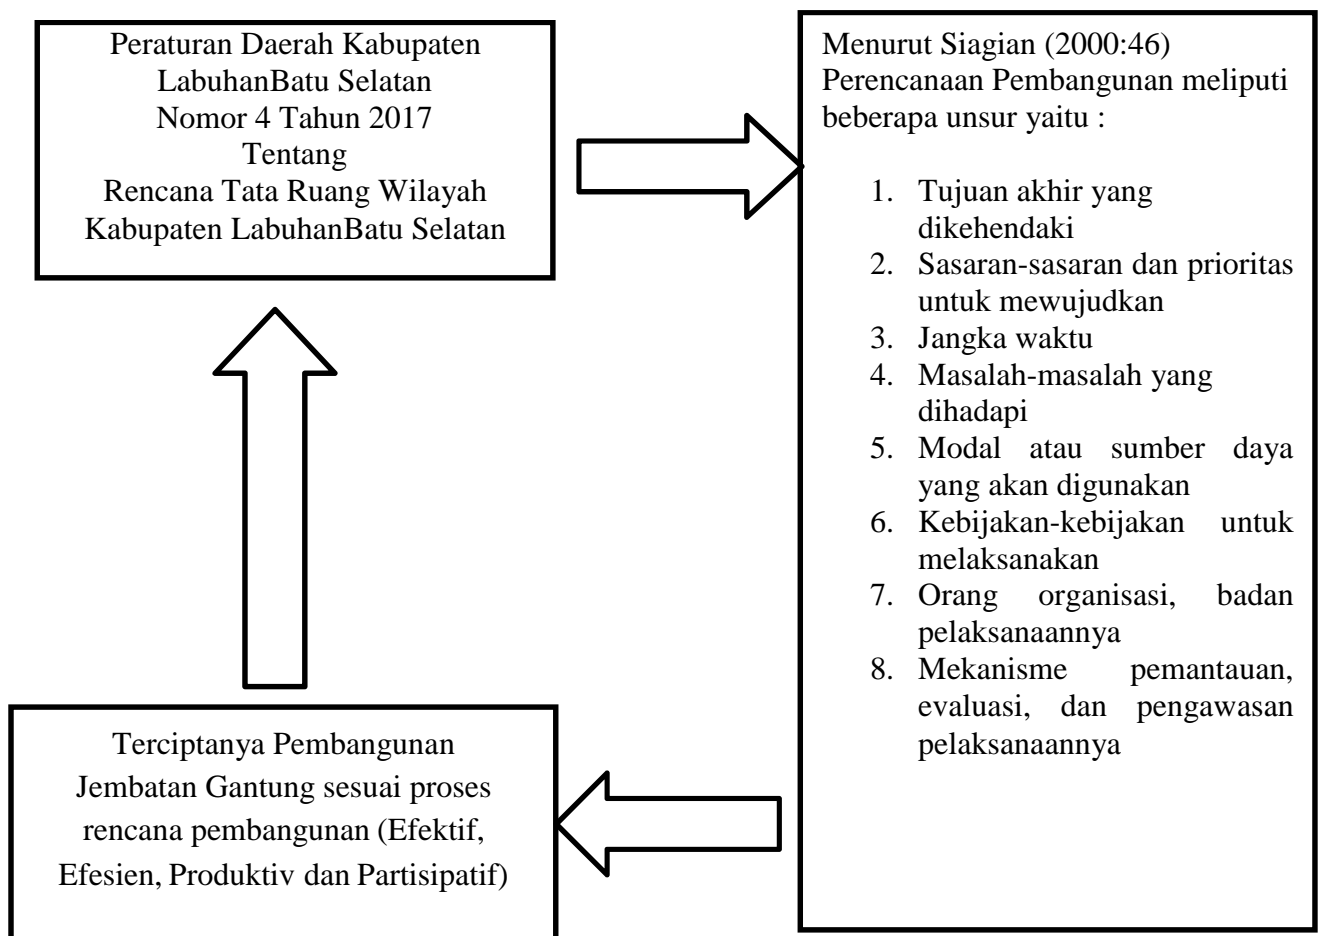 Peraturan Daerah Kabupaten
LabuhanBatu Selatan
Nomor 4 Tahun 2017
Tentang
Rencana Tata Ruang Wilayah
Kabupaten LabuhanBatu Selatan
Menurut Siagian (2000:46)
Perencanaan Pembangunan meliputi
beberapa unsur yaitu :
1. Tujuan akhir yang
dikehendaki
2. Sasaran-sasaran dan prioritas
untuk mewujudkan
3. Jangka waktu
4. Masalah-masalah yang
dihadapi
5. Modal atau sumber daya
yang akan digunakan
6. Kebijakan-kebijakan untuk
melaksanakan
7. Orang organisasi, badan
pelaksanaannya
8. Mekanisme pemantauan,
evaluasi, dan pengawasan
pelaksanaannya
Terciptanya Pembangunan
Jembatan Gantung sesuai proses
rencana pembangunan (Efektif,
Efesien, Produktiv dan Partisipatif)